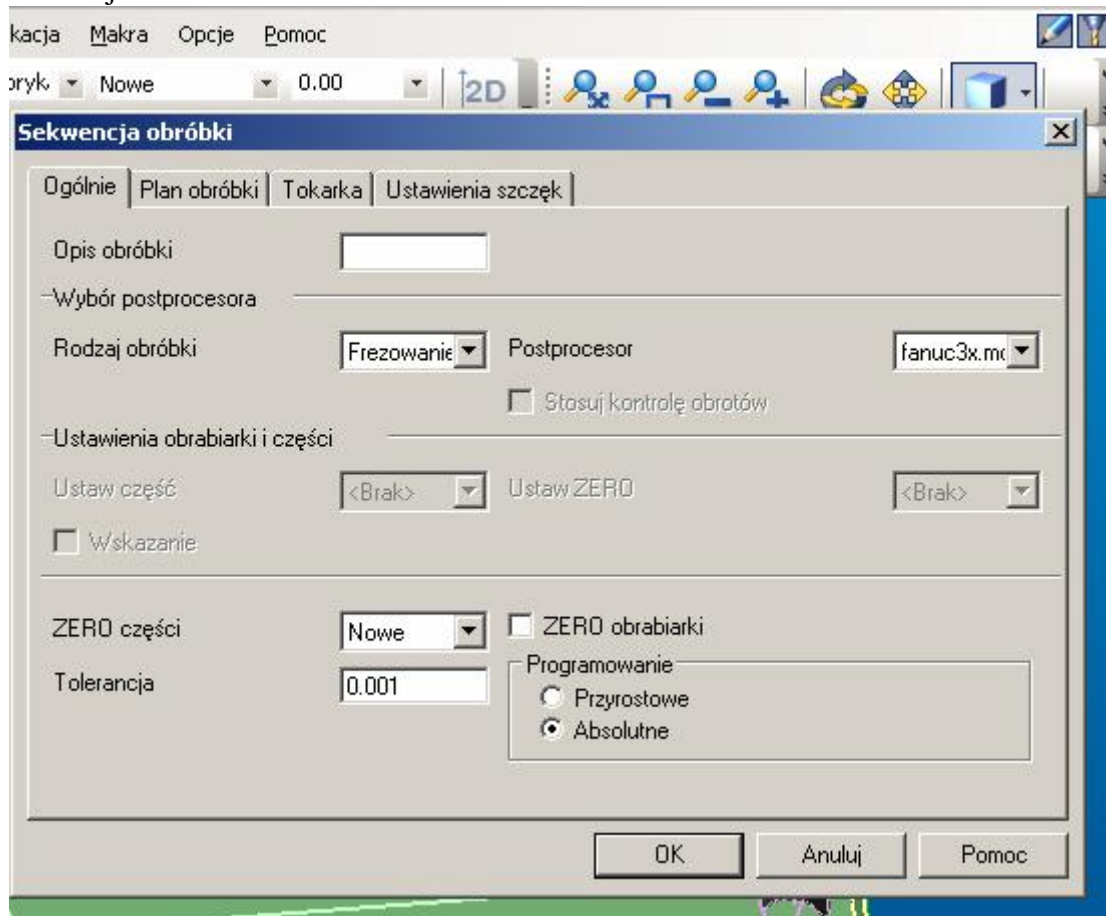 kacja Makra Opcje Pomoc
oryk. Nowe 0.00 2D
Sekwencja obróbki
Ogólnie Plan obróbki Tokarka Ustawienia szczęk
Opis obróbki
Wybór postprocesora
Rodzaj obróbki Frezowanie Postprocesor fanuc3x.mc
Stosuj kontrolę obrotów
Ustawienia obrabiarki i części
Ustaw część <Brak> Ustaw ZERO <Brak>
Wskazanie
ZERO części Nowe ZERO obrabiarki
Tolerancja 0.001 Programowanie
Przyrostowe
Absolutne
OK Anuluj Pomoc